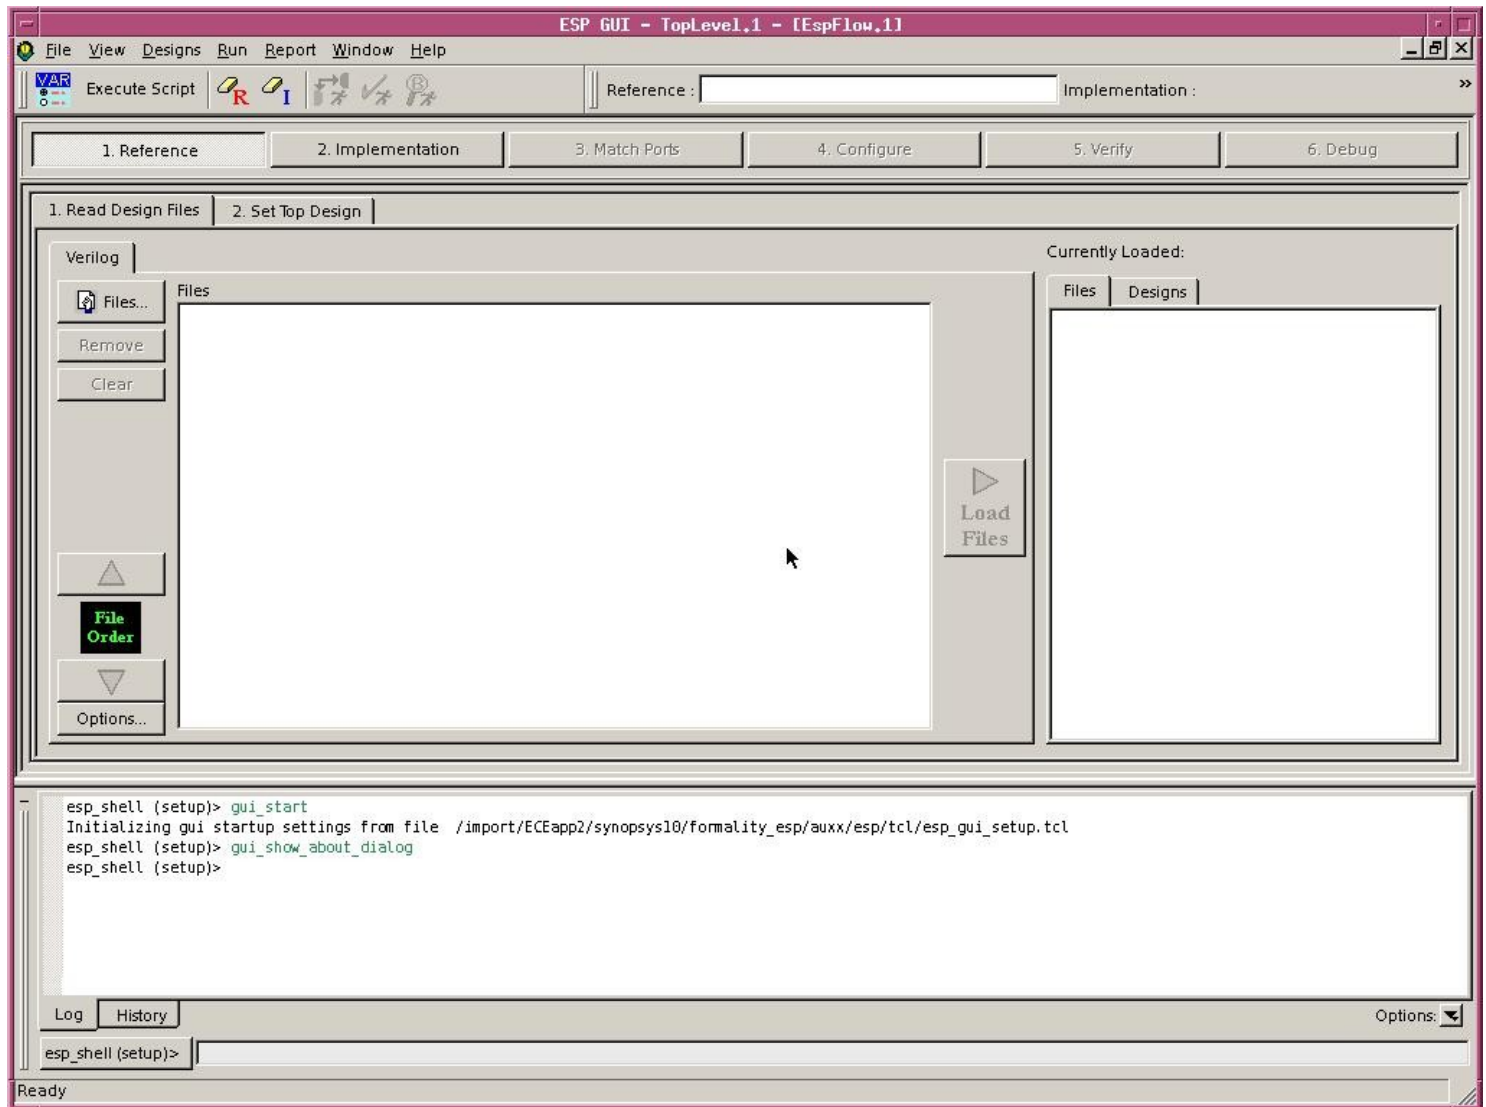 ESP GUI - TopLevel.1 - [EspFlow.1]
File View Designs Run Report Window Help
VAR Execute Script R I R Reference : Implementation : »
1. Reference 2. Implementation 3. Match Ports 4. Configure 5. Verify 6. Debug
1. Read Design Files 2. Set Top Design
Verilog
Currently Loaded:
Files...
Files
Files Designs
Remove
Clear
Load
Files
File
Order
Options...
esp_shell (setup)> gui_start
Initializing gui startup settings from file /import/ECEapp2/synopsys10/formality_esp/auxx/esp/tcl/esp_gui_setup.tcl
esp_shell (setup)> gui_show_about_dialog
esp_shell (setup)>
Log History Options:
esp_shell (setup)>
Ready